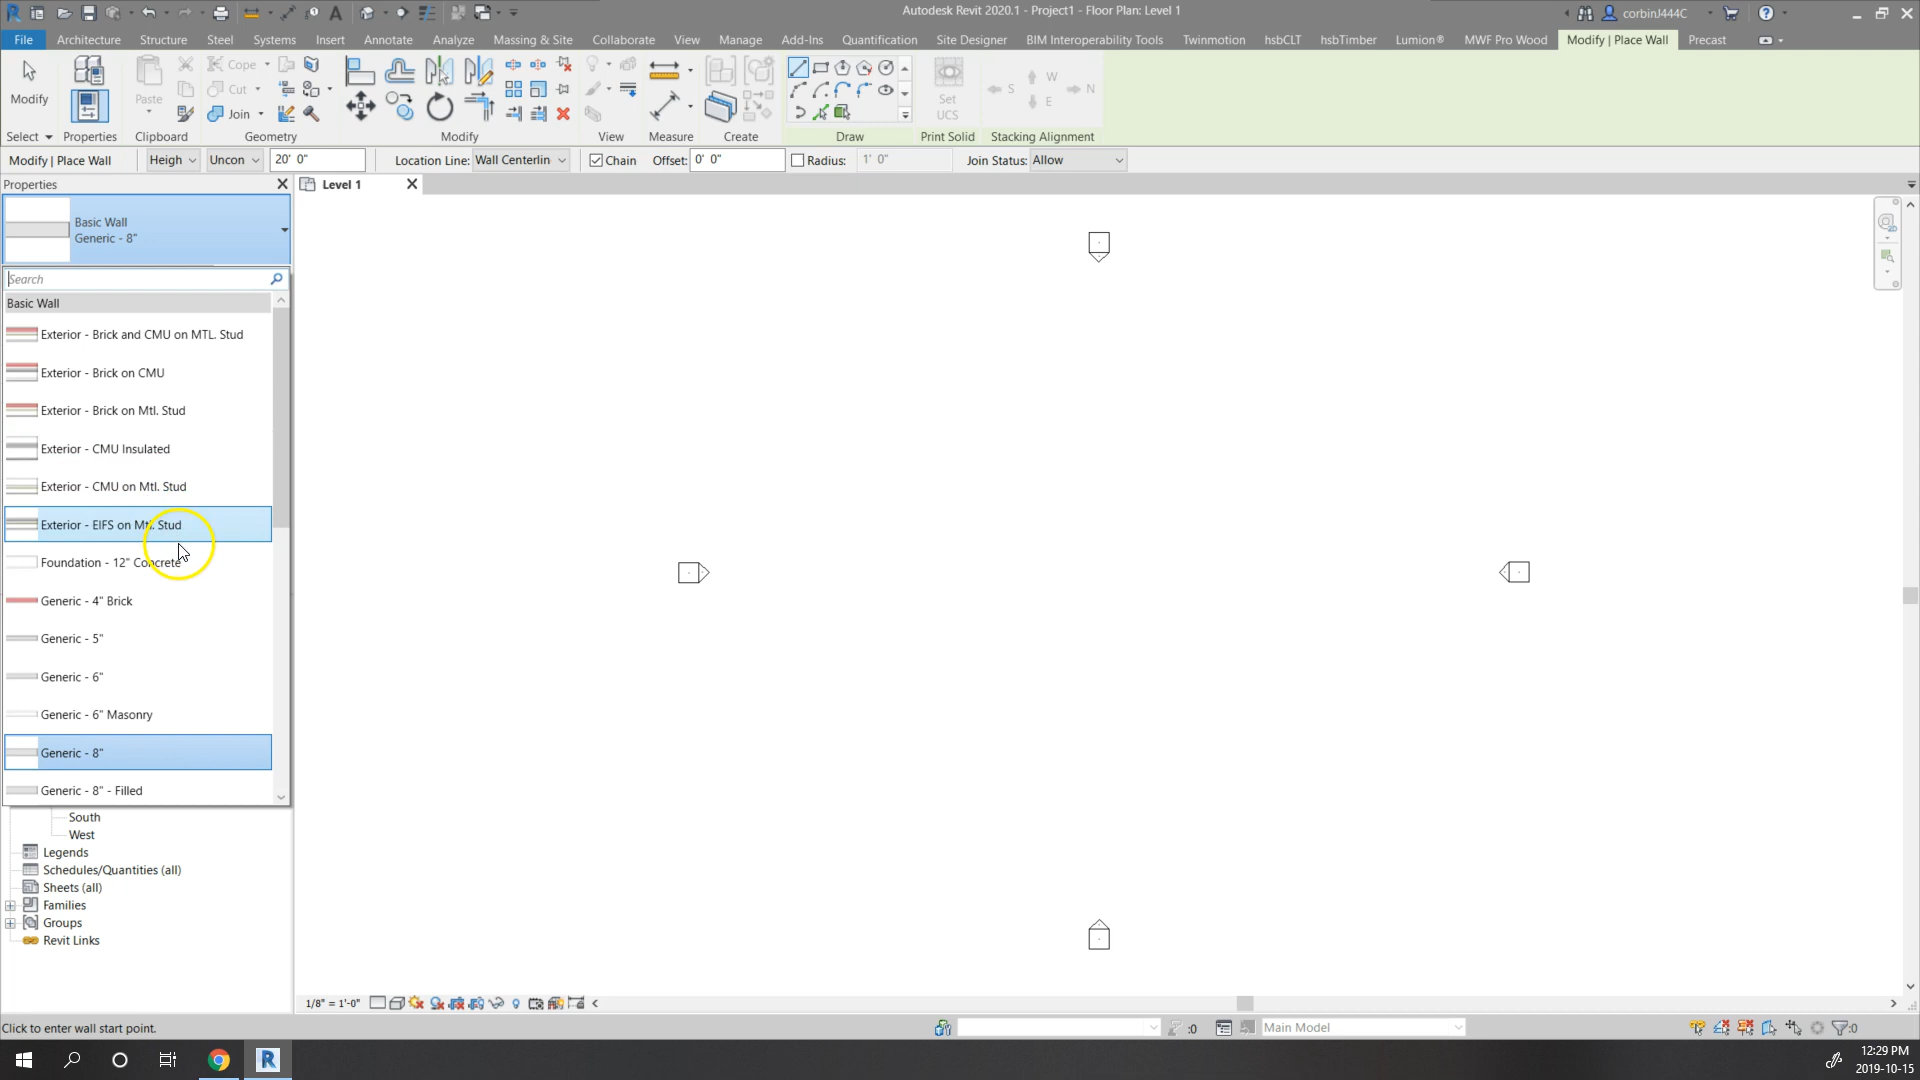 Autodesk Revit 2020.1 - Project1 - Floor Plan: Level 1
corbinJ444C
File Architecture Structure Steel Systems Insert Annotate Analyze Massing & Site Collaborate View Manage Add-Ins Quantification Site Designer BIM Interoperability Tools Twinmotion hsbCLT hsbTimber Lumion® MWF Pro Wood Modify | Place Wall Precast
Modify
Paste
Cope
Cut
Join
Set
UCS
W
S
N
E
Select Properties Clipboard Geometry Modify View Measure Create Draw Print Solid Stacking Alignment
Modify | Place Wall Heigh Uncon 20' 0" Location Line: Wall Centerlin Chain Offset: 0' 0" Radius: 1' 0" Join Status: Allow
Properties
Level 1
Basic Wall
Generic - 8"
Search
Basic Wall
Exterior - Brick and CMU on MTL. Stud
Exterior - Brick on CMU
Exterior - Brick on Mtl. Stud
Exterior - CMU Insulated
Exterior - CMU on Mtl. Stud
Exterior - EIFS on Mtl. Stud
Foundation - 12" Concrete
Generic - 4" Brick
Generic - 5"
Generic - 6"
Generic - 6" Masonry
Generic - 8"
Generic - 8" - Filled
South
West
Legends
Schedules/Quantities (all)
Sheets (all)
Families
Groups
Revit Links
1/8" = 1'-0"
Click to enter wall start point.
:0
Main Model
:0
12:29 PM
2019-10-15